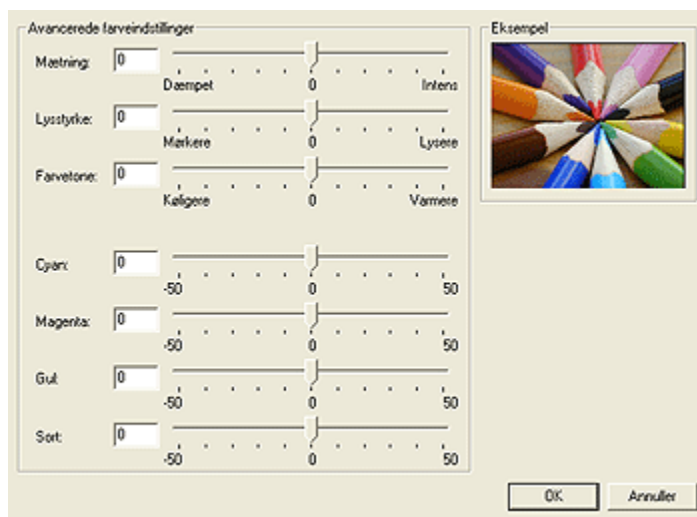 Avancerede farveindstillinger
Mætning: 0
Dæmpet 0 Intens
Lysstyrke: 0
Mørkere 0 Lysere
Farvetone: 0
Køligere 0 Varmere
Cyan: 0
-50 0 50
Magenta: 0
-50 0 50
Gul: 0
-50 0 50
Sort: 0
-50 0 50
Eksempel
OK Annuller